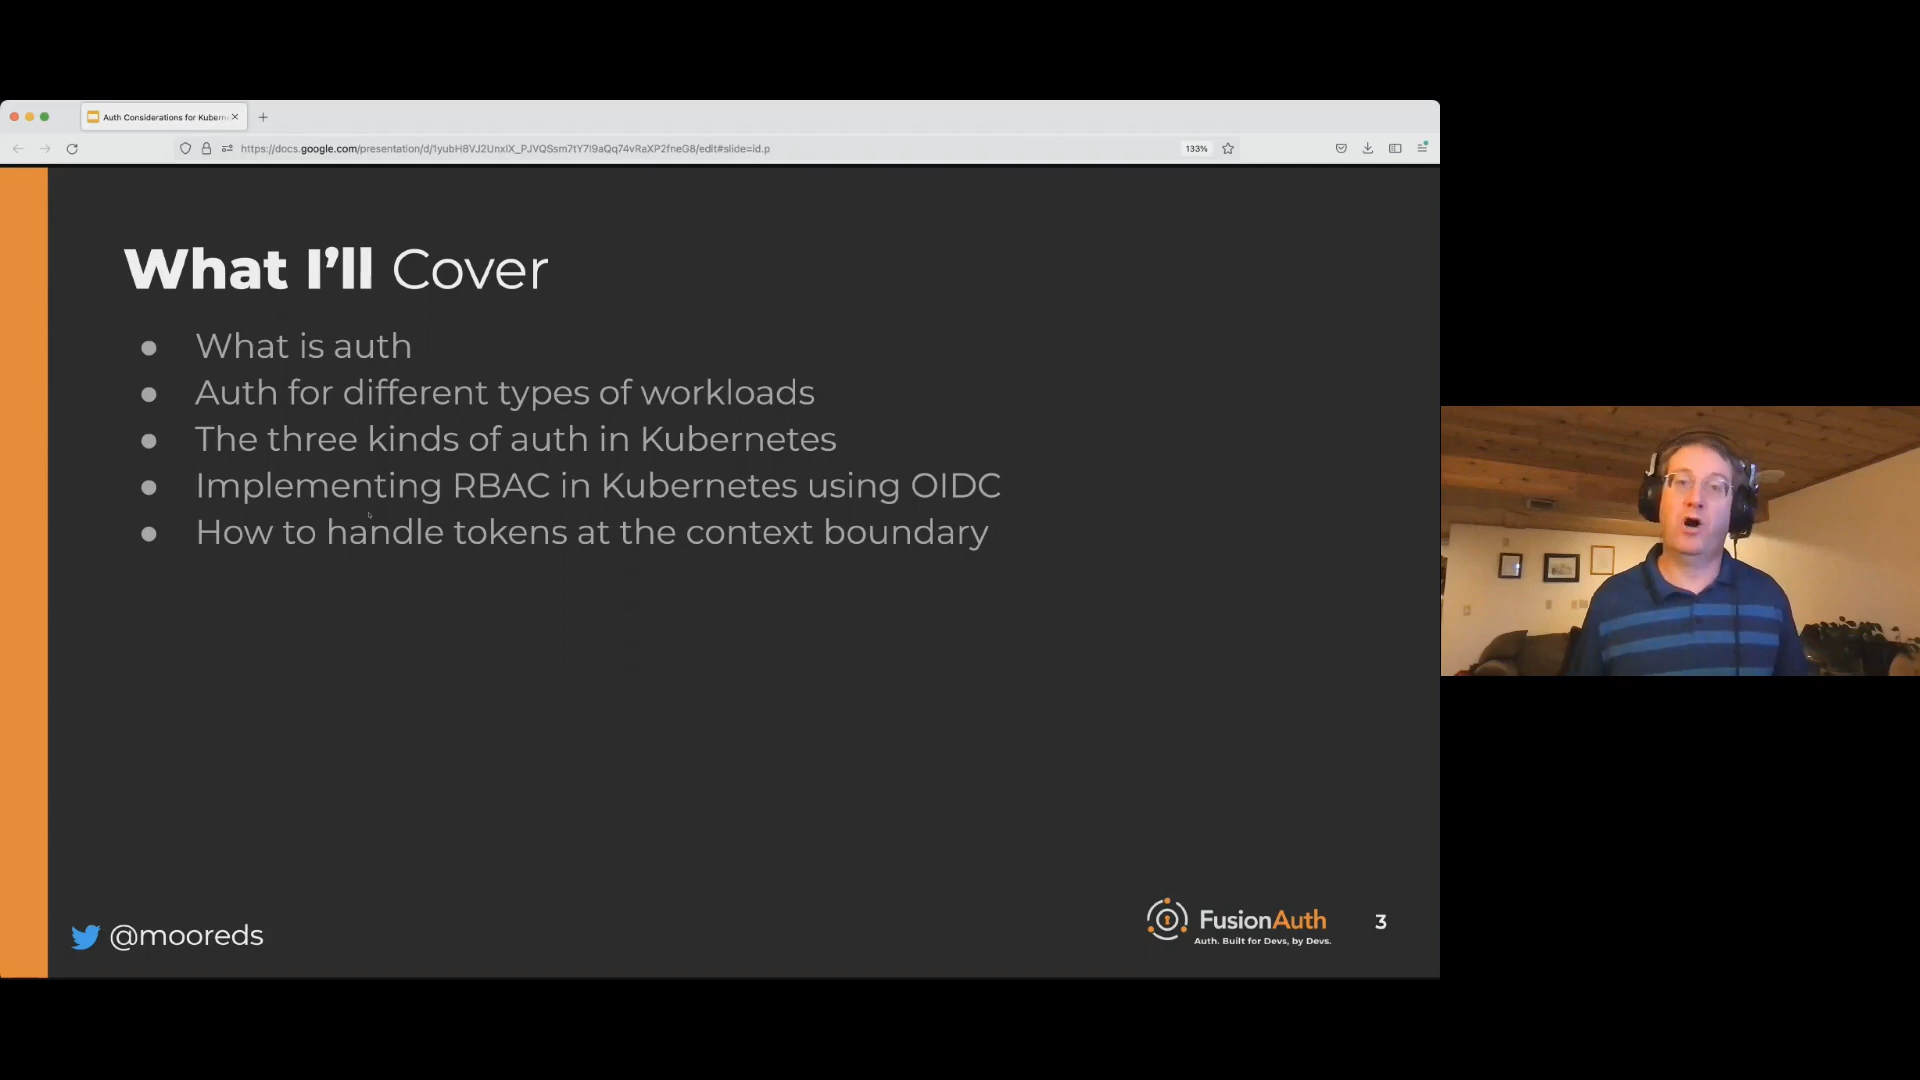 Auth Considerations for Kubern
https://docs.google.com/presentation/d/1yubH8VJ2UnxIX_PJVQSsm7tY7I9aQq74vRaXP2fneG8/edit#slide=id.p
133%
What I'll Cover
● What is auth
● Auth for different types of workloads
● The three kinds of auth in Kubernetes
● Implementing RBAC in Kubernetes using OIDC
● How to handle tokens at the context boundary
@mooreds
FusionAuth
Auth. Built for Devs, by Devs.
3